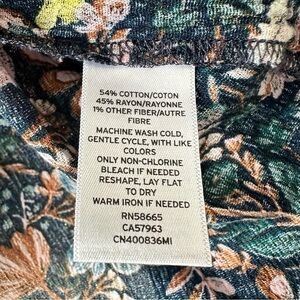 54% COTTON/COTON
45% RAYON/RAYONNE
1% OTHER FIBER/AUTRE
FIBRE
MACHINE WASH COLD,
GENTLE CYCLE, WITH LIKE
COLORS
ONLY NON-CHLORINE
BLEACH IF NEEDED
RESHAPE, LAY FLAT
TO DRY
WARM IRON IF NEEDED
RN58665
CA57963
CN400836MI